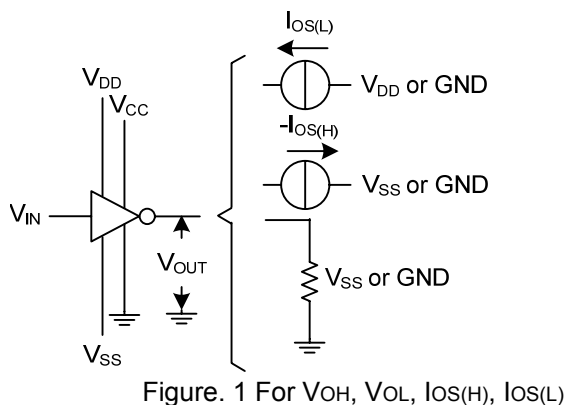 IOS(L)
VDD
VCC
VDD or GND
-IOS(H)
VSS or GND
VIN
VOUT
VSS or GND
VSS
Figure. 1 For VOH, VOL, IOS(H), IOS(L)